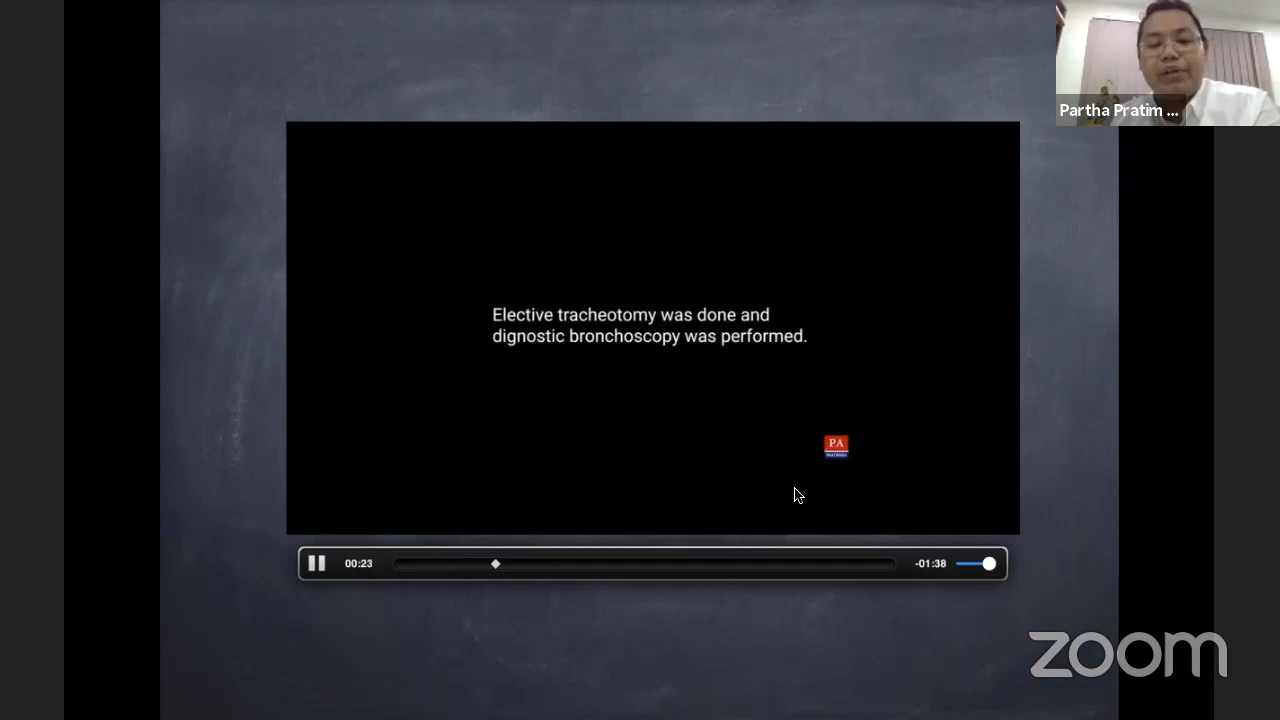 Partha Pratim ...
Elective tracheotomy was done and
dignostic bronchoscopy was performed.
PA
00:23
-01:38
zoom